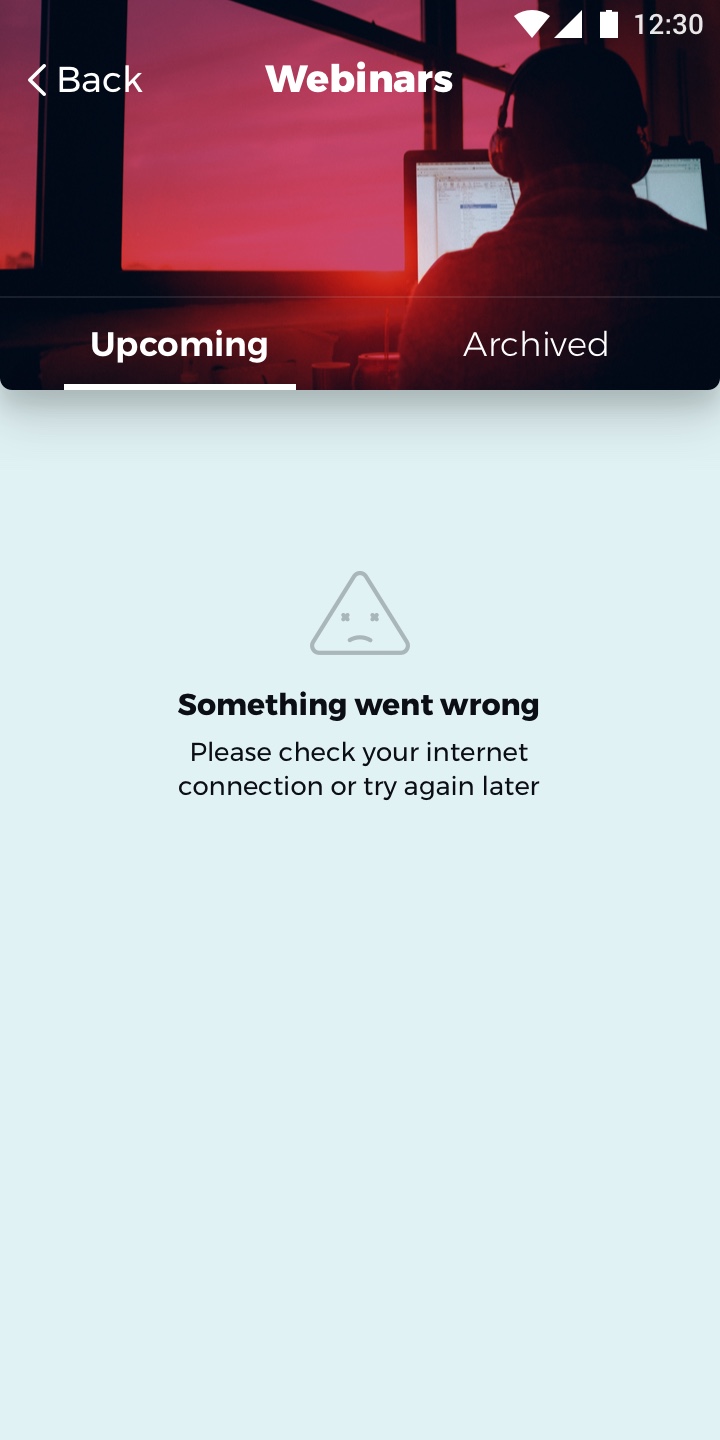 12:30
Back
Webinars
Upcoming
Archived
Something went wrong
Please check your internet
connection or try again later